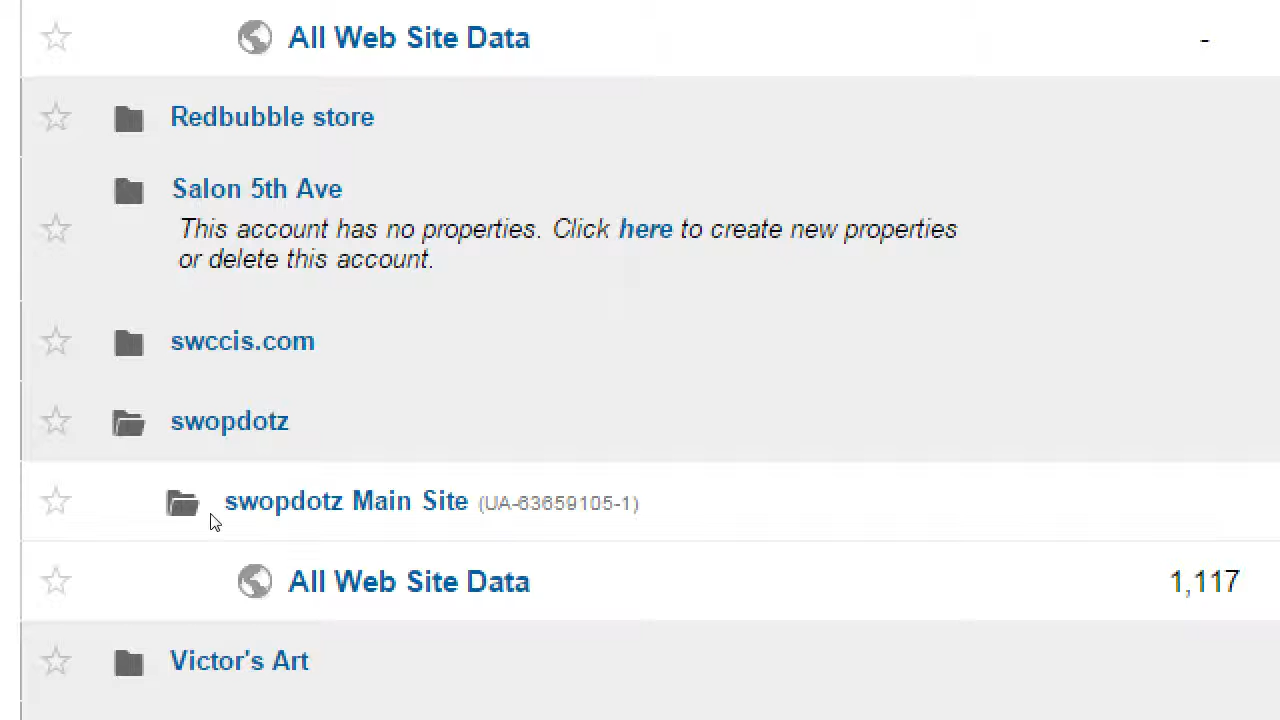 All Web Site Data -
Redbubble store
Salon 5th Ave
This account has no properties. Click here to create new properties
or delete this account.
swccis.com
swopdotz
swopdotz Main Site (UA-63659105-1)
All Web Site Data 1,117
Victor's Art